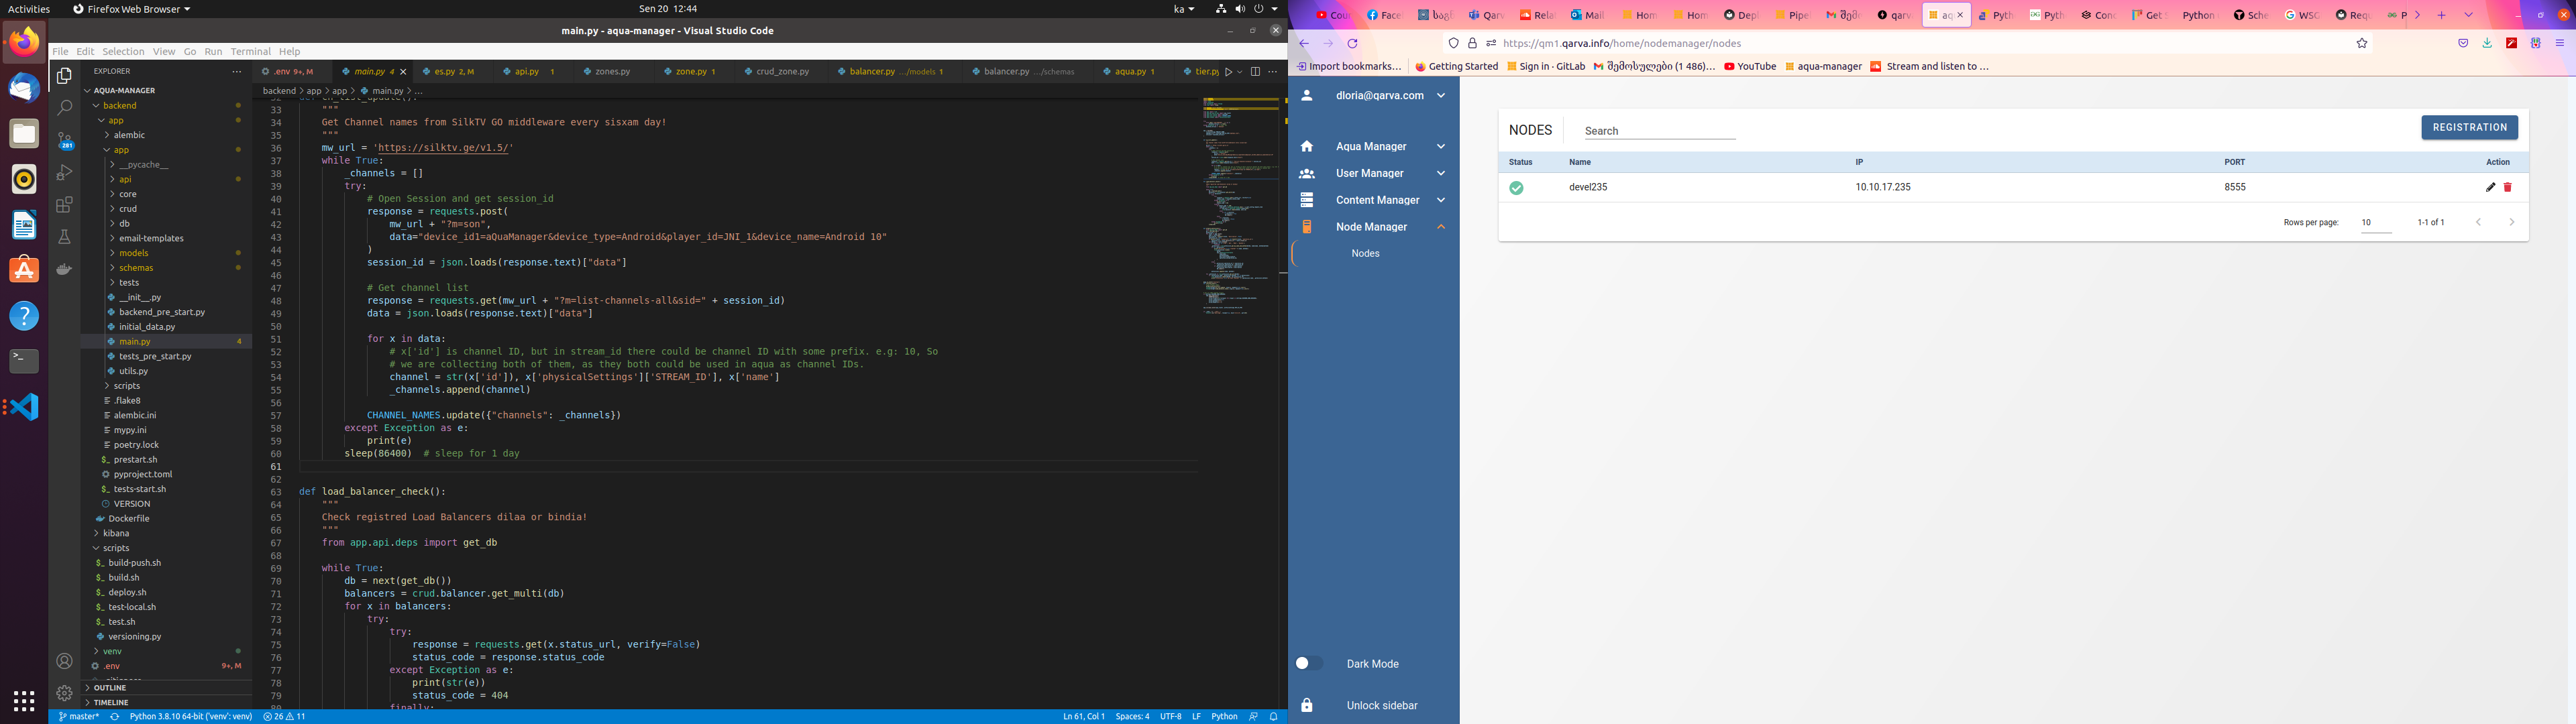 Activities
Firefox Web Browser
Sen 20 12:44
ka
main.py - aqua-manager - Visual Studio Code
File Edit Selection View Go Run Terminal Help
EXPLORER
AQUA-MANAGER
backend
app
alembic
app
__pycache__
api
core
crud
db
email-templates
models
schemas
tests
__init__.py
backend_pre_start.py
initial_data.py
main.py 4
tests_pre_start.py
utils.py
scripts
.flake8
alembic.ini
mypy.ini
poetry.lock
prestart.sh
pyproject.toml
tests-start.sh
VERSION
Dockerfile
kibana
scripts
build-push.sh
build.sh
deploy.sh
test-local.sh
test.sh
versioning.py
venv
.env 9+, M
OUTLINE
TIMELINE
281
.env 9+, M
main.py 4
es.py 2, M
api.py 1
zones.py
zone.py 1
crud_zone.py
balancer.py .../models 1
balancer.py .../schemas
aqua.py 1
tier.py
backend > app > app > main.py > ...
33 """
34 Get Channel names from SilkTV GO middleware every sisxam day!
35 """
36 mw_url = 'https://silktv.ge/v1.5/'
37 while True:
38 _channels = []
39 try:
40 # Open Session and get session_id
41 response = requests.post(
42 mw_url + "?m=son",
43 data="device_id1=aQuaManager&device_type=Android&player_id=JNI_1&device_name=Android 10"
44 )
45 session_id = json.loads(response.text)["data"]
46
47 # Get channel list
48 response = requests.get(mw_url + "?m=list-channels-all&sid=" + session_id)
49 data = json.loads(response.text)["data"]
50
51 for x in data:
52 # x['id'] is channel ID, but in stream_id there could be channel ID with some prefix. e.g: 10, So
53 # we are collecting both of them, as they both could be used in aqua as channel IDs.
54 channel = str(x['id']), x['physicalSettings']['STREAM_ID'], x['name']
55 _channels.append(channel)
56
57 CHANNEL_NAMES.update({"channels": _channels})
58 except Exception as e:
59 print(e)
60 sleep(86400) # sleep for 1 day
61
62
63 def load_balancer_check():
64 """
65 Check registred Load Balancers dilaa or bindia!
66 """
67 from app.api.deps import get_db
68
69 while True:
70 db = next(get_db())
71 balancers = crud.balancer.get_multi(db)
72 for x in balancers:
73 try:
74 try:
75 response = requests.get(x.status_url, verify=False)
76 status_code = response.status_code
77 except Exception as e:
78 print(str(e))
79 status_code = 404
80 finally:
master*
Python 3.8.10 64-bit ('venv': venv)
26
11
Ln 61, Col 1
Spaces: 4
UTF-8
LF
Python
https://qm1.qarva.info/home/nodemanager/nodes
Import bookmarks...
Getting Started
Sign in · GitLab
შემოსულები (1 486)...
YouTube
aqua-manager
Stream and listen to ...
dloria@qarva.com
Aqua Manager
User Manager
Content Manager
Node Manager
Nodes
Dark Mode
Unlock sidebar
NODES
Search
REGISTRATION
Status Name IP PORT Action
devel235 10.10.17.235 8555
Rows per page: 10 1-1 of 1